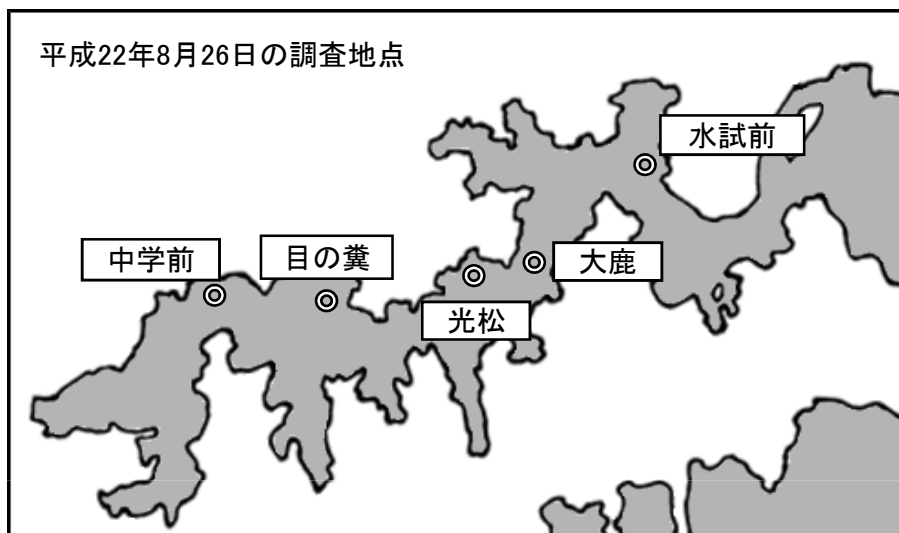 平成22年8月26日の調査地点
水試前
中学前
目の糞
大鹿
光松